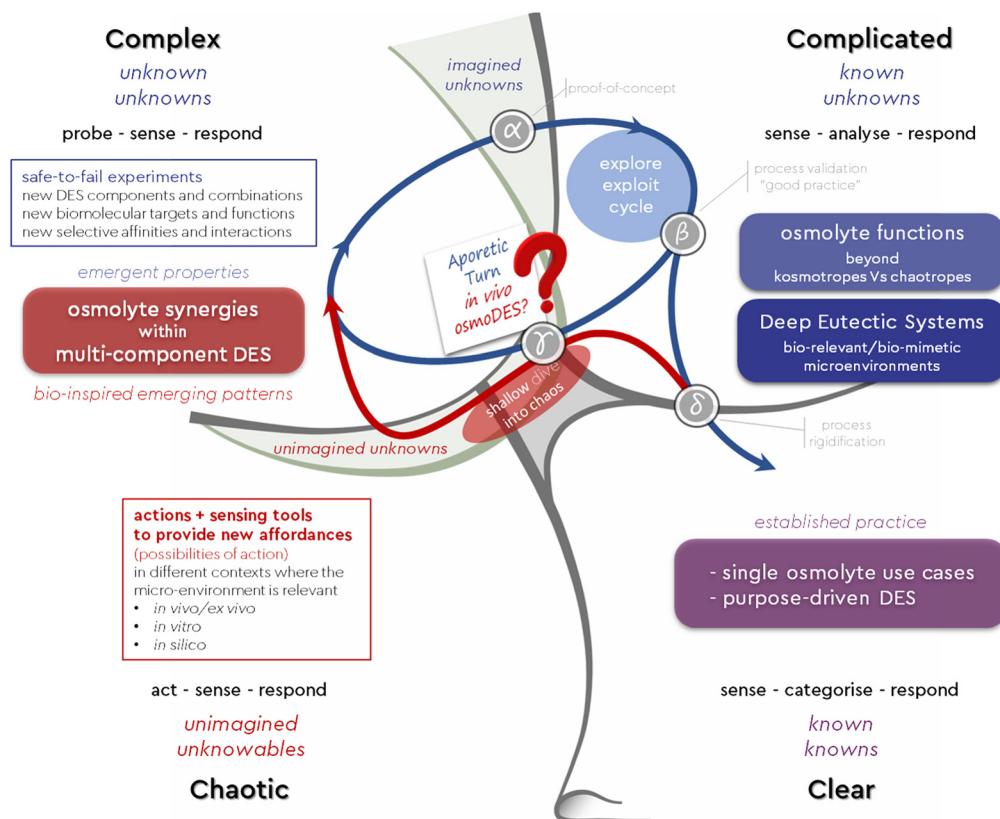 Complex
unknown
unknowns
probe - sense - respond
safe-to-fail experiments
new DES components and combinations
new biomolecular targets and functions
new selective affinities and interactions
emergent properties
osmolyte synergies
within
multi-component DES
bio-inspired emerging patterns
imagined
unknowns
α
proof-of-concept
explore
exploit
cycle
Aporetic
Turn
in vivo
osmoDES?
?
γ
shallow dive
into chaos
unimagined unknowns
Complicated
known
unknowns
sense - analyse - respond
process validation
"good practice"
β
osmolyte functions
beyond
kosmotropes Vs chaotropes
Deep Eutectic Systems
bio-relevant/bio-mimetic
microenvironments
δ
process
rigidification
actions + sensing tools
to provide new affordances
(possibilities of action)
in different contexts where the
micro-environment is relevant
• in vivo/ex vivo
• in vitro
• in silico
act - sense - respond
unimagined
unknowables
Chaotic
established practice
- single osmolyte use cases
- purpose-driven DES
sense - categorise - respond
known
knowns
Clear